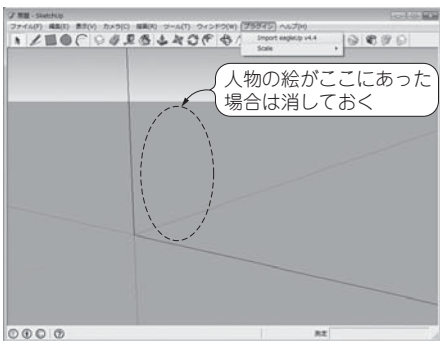 無題 - SketchUp
ファイル(F) 編集(E) 表示(V) カメラ(C) 描画(R) ツール(T) ウィンドウ(W) プラグイン ヘルプ(H)
Import eagleUp v4.4
Scale
人物の絵がここにあった
場合は消しておく
測定